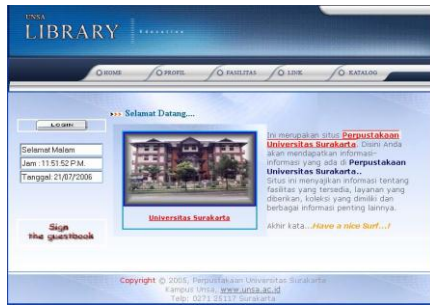 UNSA
LIBRARY
Education
HOME
PROFIL
FASILITAS
LINK
KATALOG
LOGIN
Selamat Malam
Jam : 11:51:52 P.M.
Tanggal: 21/07/2006
Sign
the guestbook
Selamat Datang....
Universitas Surakarta
Ini merupakan situs Perpustakaan
Universitas Surakarta. Disini Anda
akan mendapatkan informasi-
informasi yang ada di Perpustakaan
Universitas Surakarta..
Situs ini menyajikan informasi tentang
fasilitas yang tersedia, layanan yang
diberikan, koleksi yang dimiliki dan
berbagai informasi penting lainnya.
Akhir kata...Have a nice Surf...!
Copyright © 2005, Perpustakaan Universitas Surakarta
Kampus Unsa, www.unsa.ac.id
Telp: 0271 25117 Surakarta